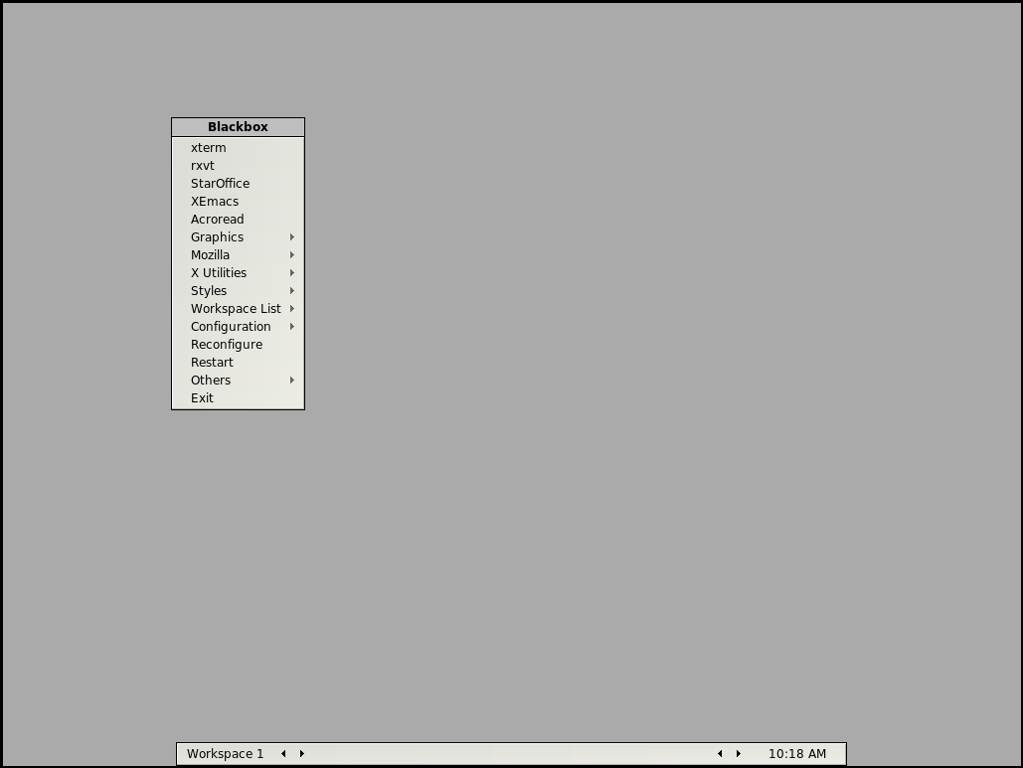 Blackbox
xterm
rxvt
StarOffice
XEmacs
Acroread
Graphics
Mozilla
X Utilities
Styles
Workspace List
Configuration
Reconfigure
Restart
Others
Exit
Workspace 1 10:18 AM